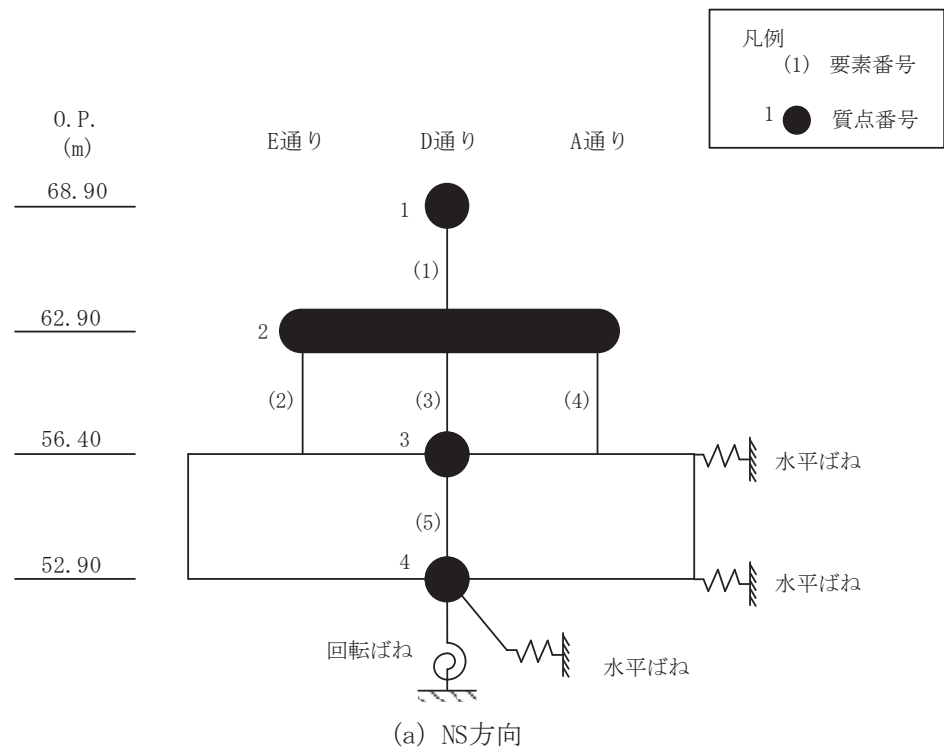 凡例
(1) 要素番号
1 質点番号
O.P.
(m)
E通り D通り A通り
68.90
1
(1)
62.90
2
(2) (3) (4)
56.40
3
水平ばね
(5)
52.90
4
水平ばね
回転ばね
水平ばね
(a) NS方向